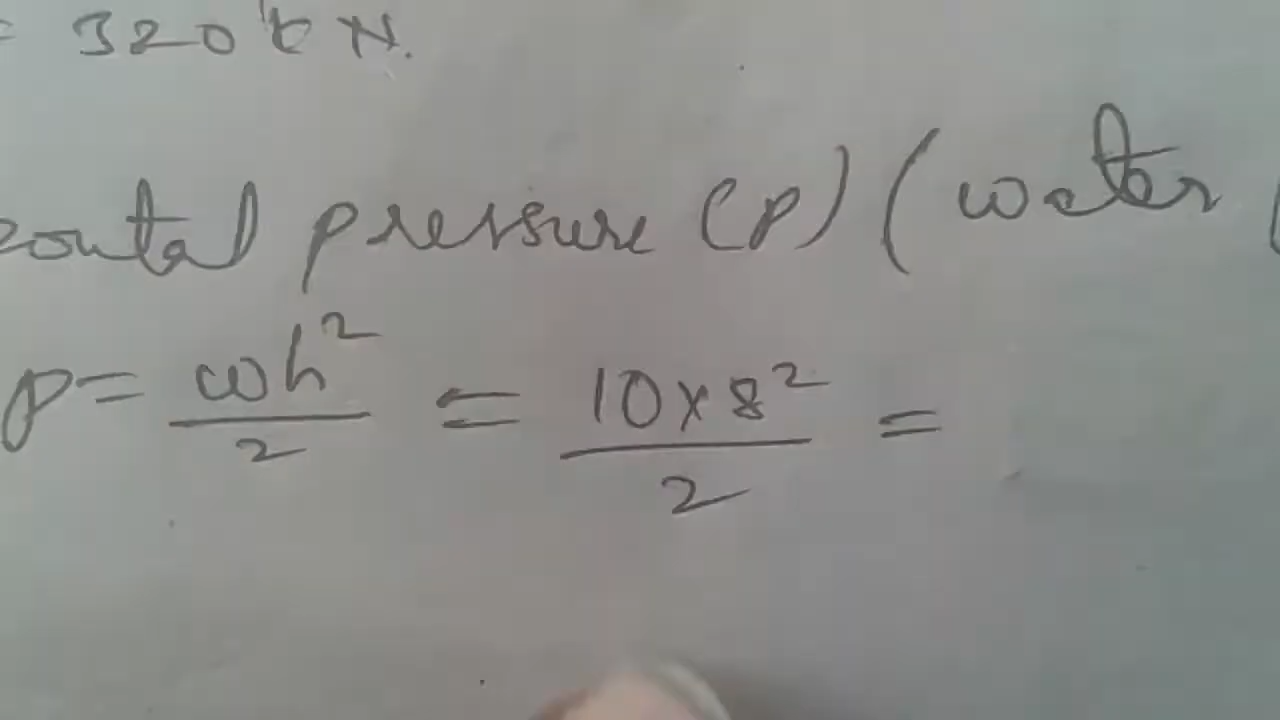 = 320 kN.
zontal pressure (P) (water
P = wh² / 2 = 10 × 8² / 2 =